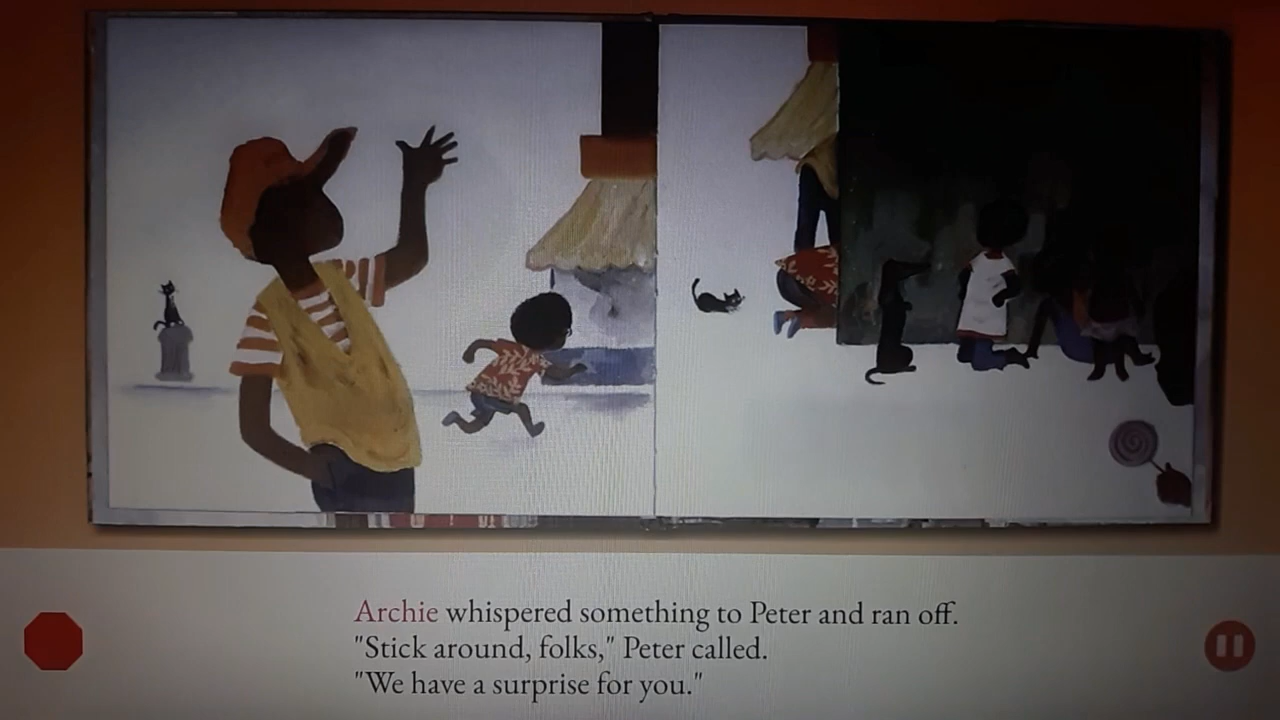 Archie whispered something to Peter and ran off.
"Stick around, folks," Peter called.
"We have a surprise for you."